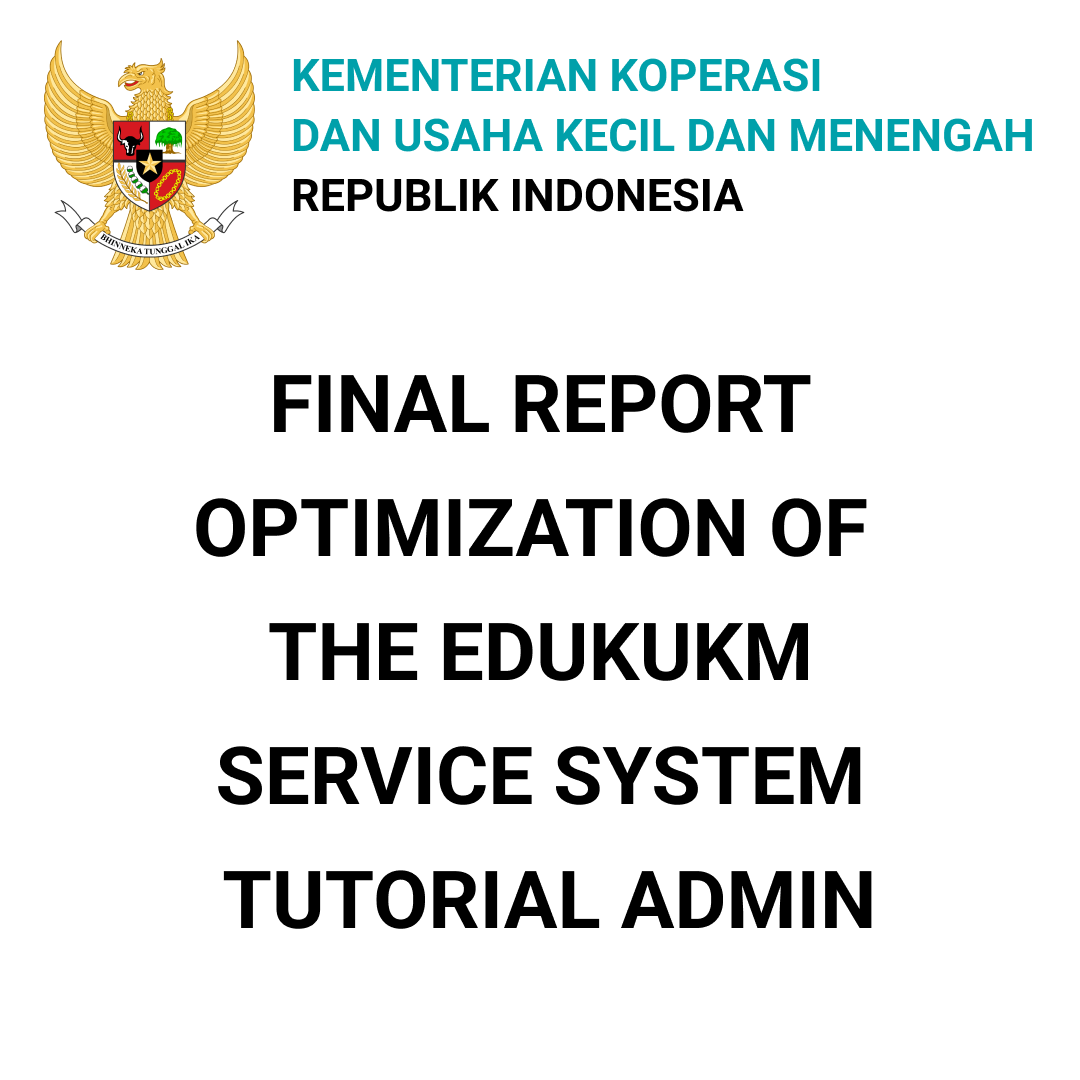 KEMENTERIAN KOPERASI
DAN USAHA KECIL DAN MENENGAH
REPUBLIK INDONESIA
BHINNEKA TUNGGAL IKA
FINAL REPORT
OPTIMIZATION OF
THE EDUKUKM
SERVICE SYSTEM
TUTORIAL ADMIN